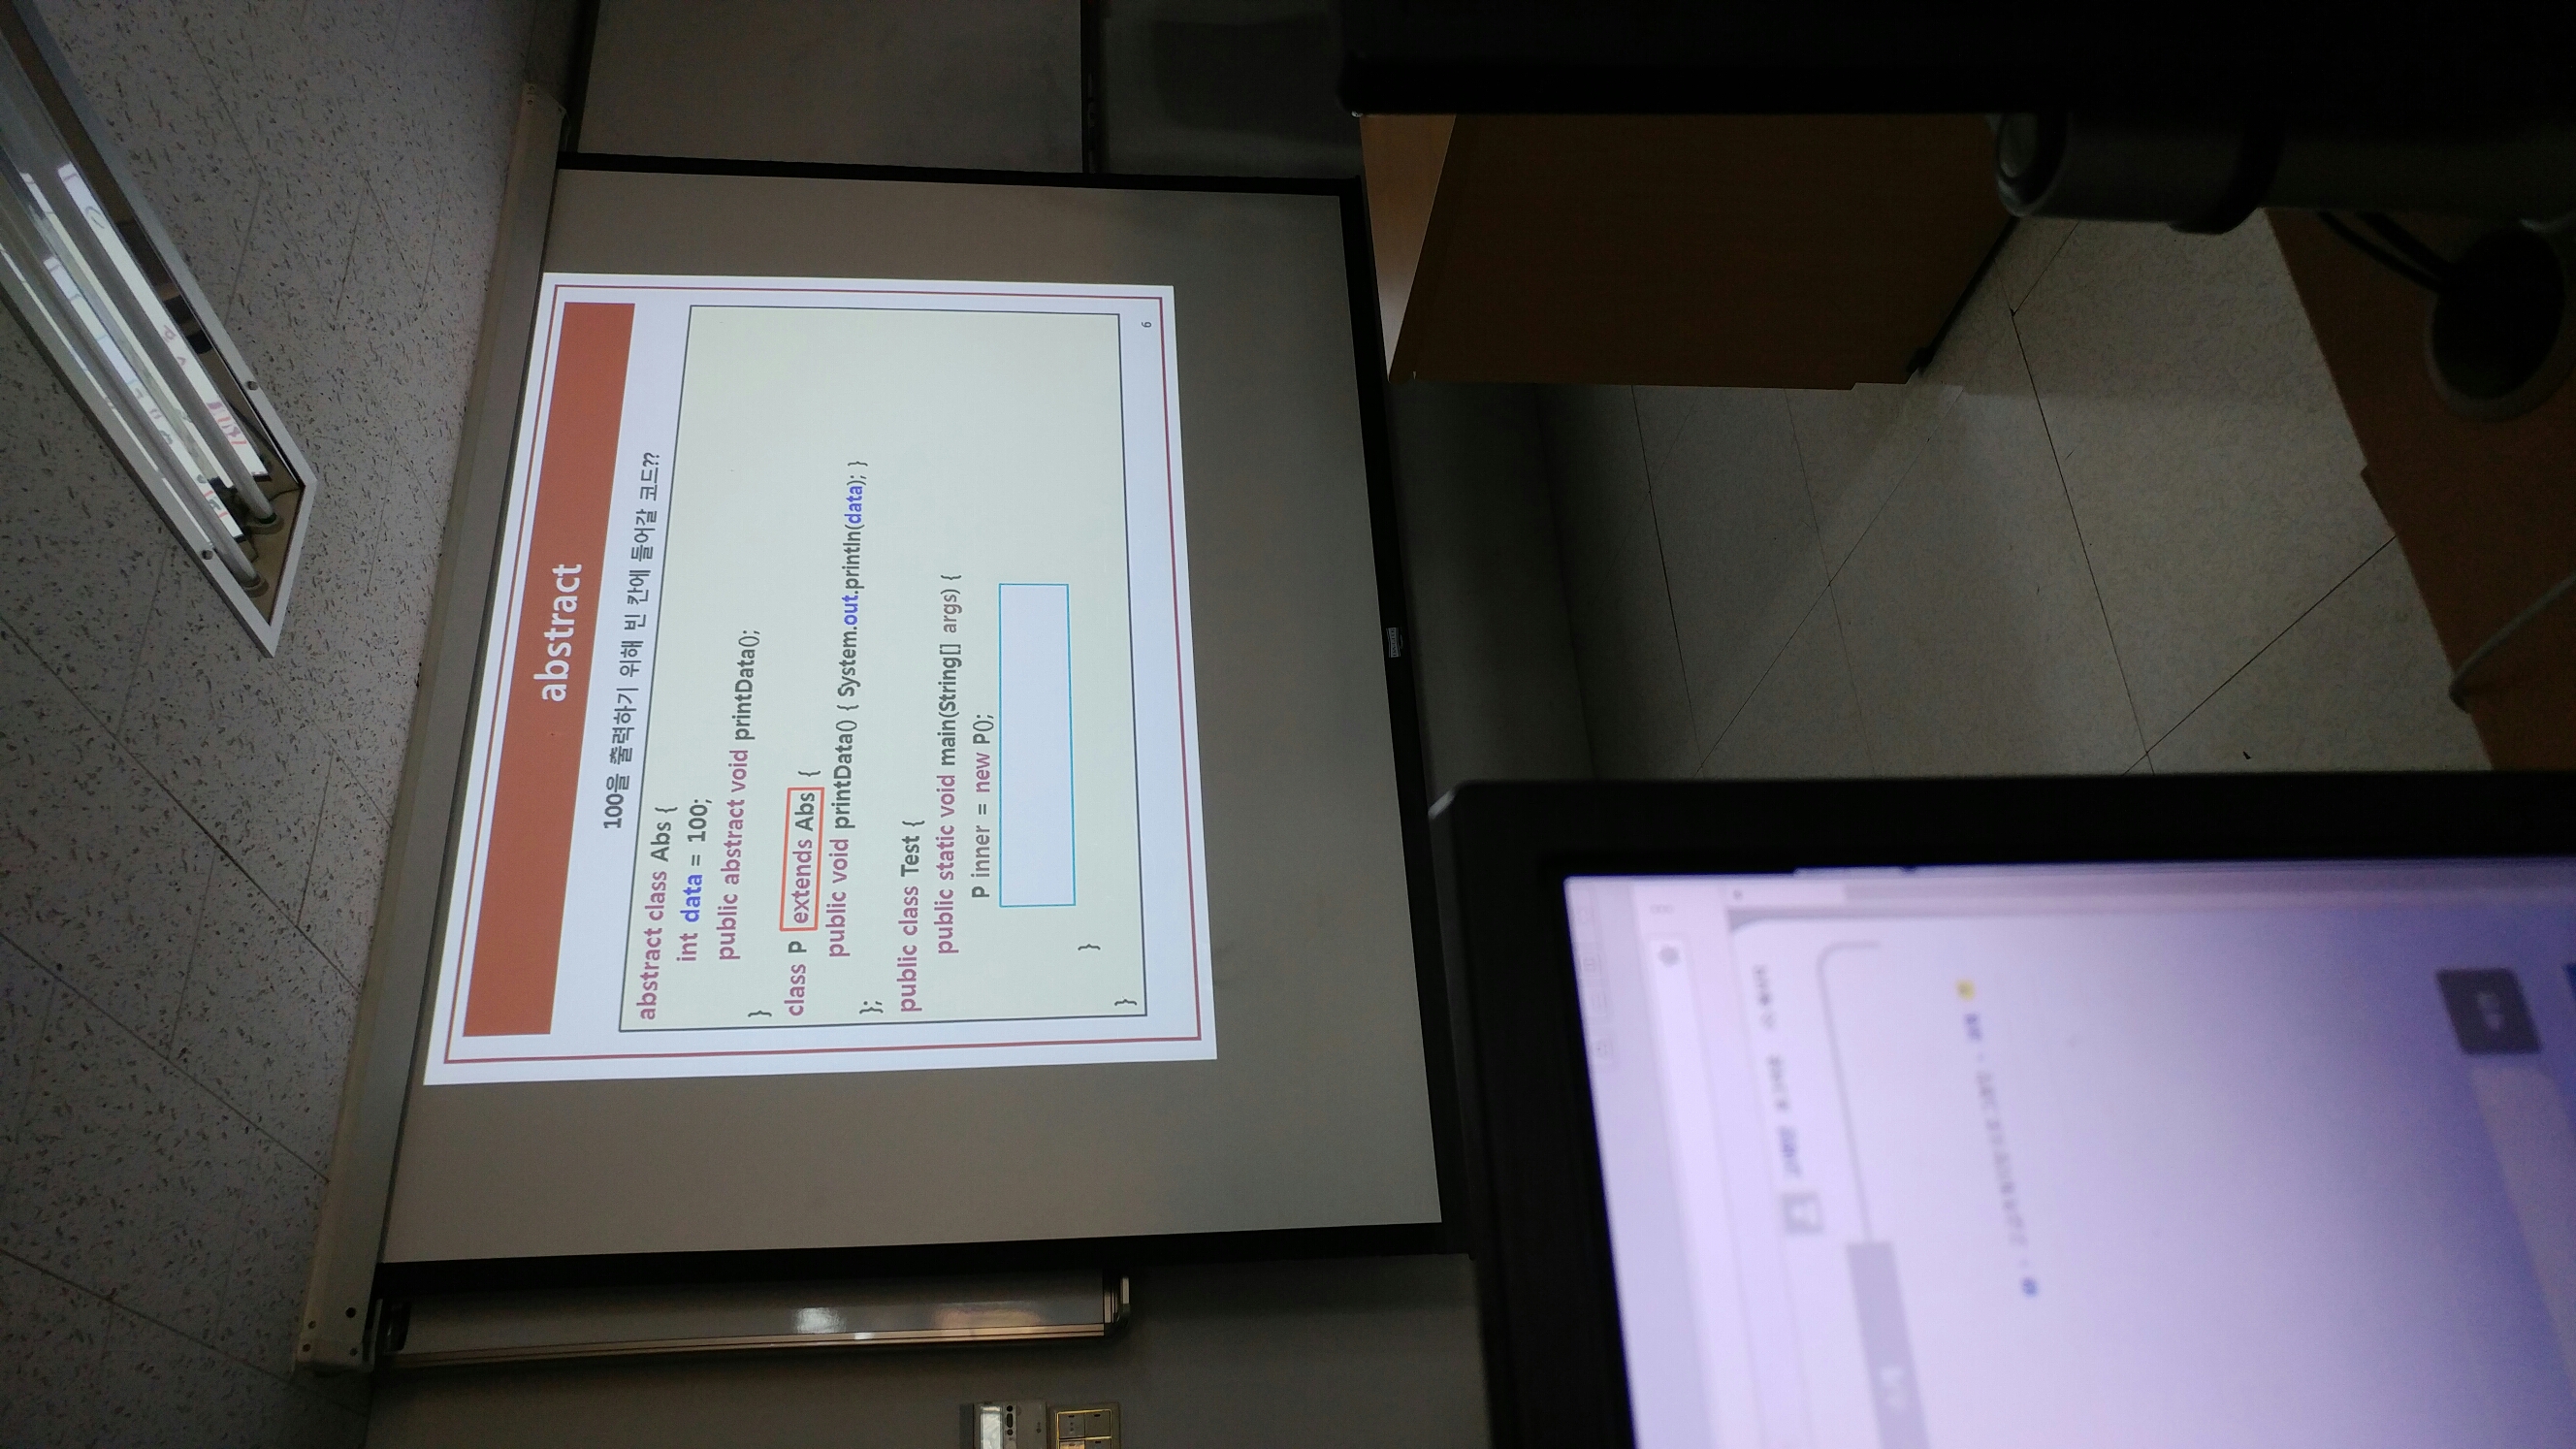 abstract
100을 출력하기 위해 빈 칸에 들어갈 코드??
abstract class Abs {
int data = 100;
public abstract void printData();
}
class P extends Abs {
public void printData() { System.out.println(data); }
};
public class Test {
public static void main(String[] args) {
P inner = new P();
}
}
6